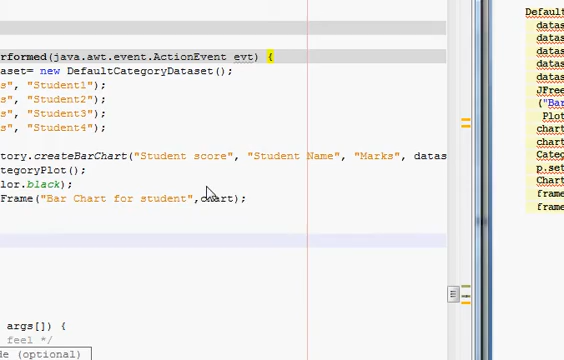 rformed(java.awt.event.ActionEvent evt) {
aset= new DefaultCategoryDataset();
s", "Student1");
s", "Student2");
s", "Student3");
s", "Student4");
tory.createBarChart("Student score", "Student Name", "Marks", datas
tegoryPlot();
lor.black);
Frame("Bar Chart for student",chart);
args[]) {
feel */
de (optional)
Default
datas
datas
datas
datas
datas
JFree
("Bar
Plot
chart
chart
Categ
p.set
Chart
frame
frame